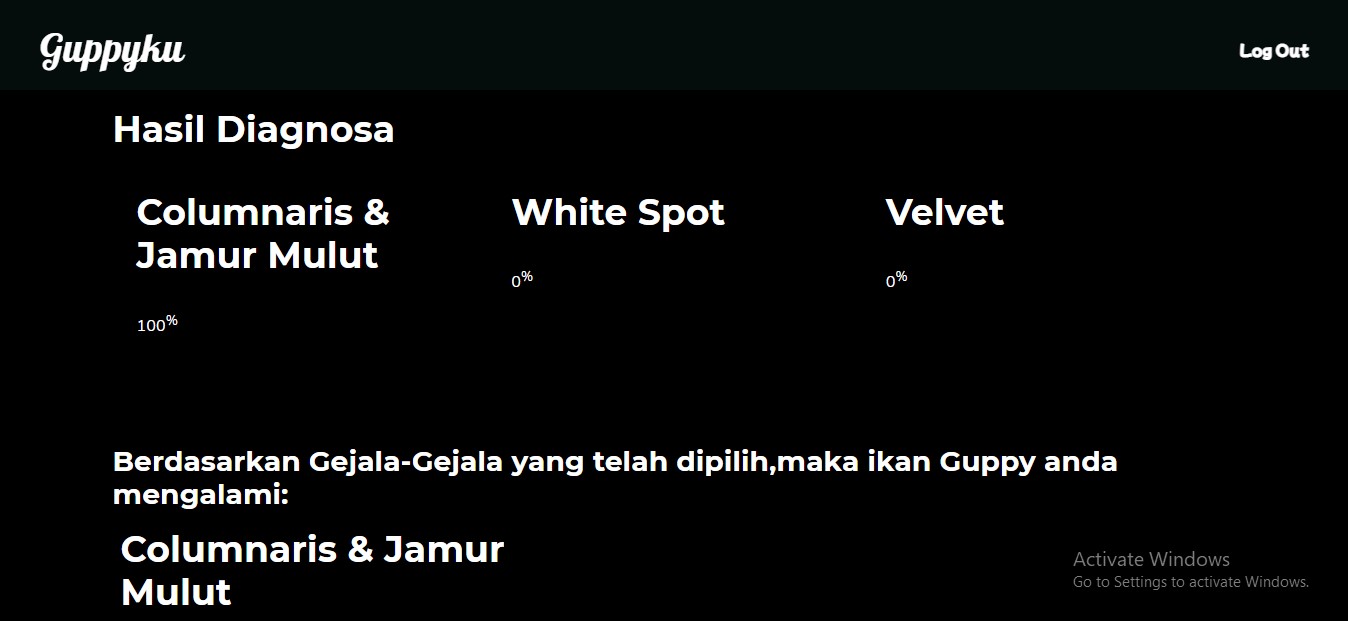 Guppyku
Log Out
Hasil Diagnosa
Columnaris &
Jamur Mulut
100%
White Spot
0%
Velvet
0%
Berdasarkan Gejala-Gejala yang telah dipilih,maka ikan Guppy anda
mengalami:
Columnaris & Jamur
Mulut
Activate Windows
Go to Settings to activate Windows.